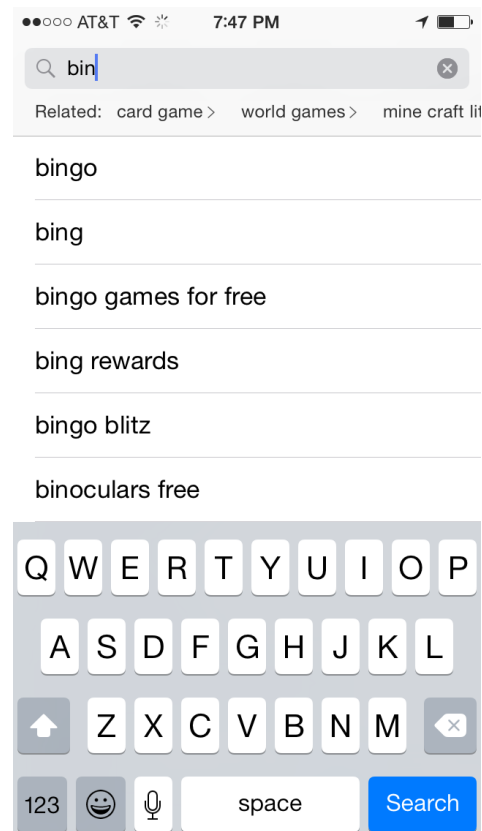 AT&T 7:47 PM
bin
Related: card game > world games > mine craft lit
bingo
bing
bingo games for free
bing rewards
bingo blitz
binoculars free
Q W E R T Y U I O P
A S D F G H J K L
Z X C V B N M
123 space Search